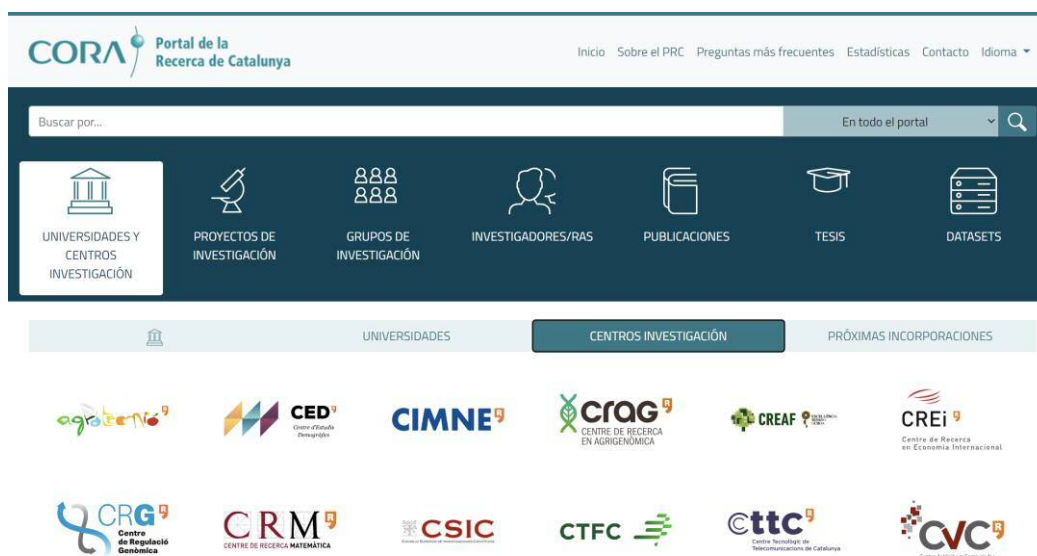 CORA Portal de la
Recerca de Catalunya
Inicio Sobre el PRC Preguntas más frecuentes Estadísticas Contacto Idioma
Buscar por...
En todo el portal
UNIVERSIDADES Y
CENTROS
INVESTIGACIÓN
PROYECTOS DE
INVESTIGACIÓN
GRUPOS DE
INVESTIGACIÓN
INVESTIGADORES/RAS
PUBLICACIONES
TESIS
DATASETS
UNIVERSIDADES
CENTROS INVESTIGACIÓN
PRÓXIMAS INCORPORACIONES
agrotecnio
CED
Centre d'Estudis
Demogràfics
CIMNE
CRAG
CENTRE DE RECERCA
EN AGRIGENÒMICA
CREAF
CREi
Centre de Recerca
en Economia Internacional
CRG
Centre
de Regulació
Genòmica
CRM
CENTRE DE RECERCA MATEMÀTICA
CSIC
CTFC
cttc
Centre Tecnològic de
Telecomunicacions de Catalunya
CVC